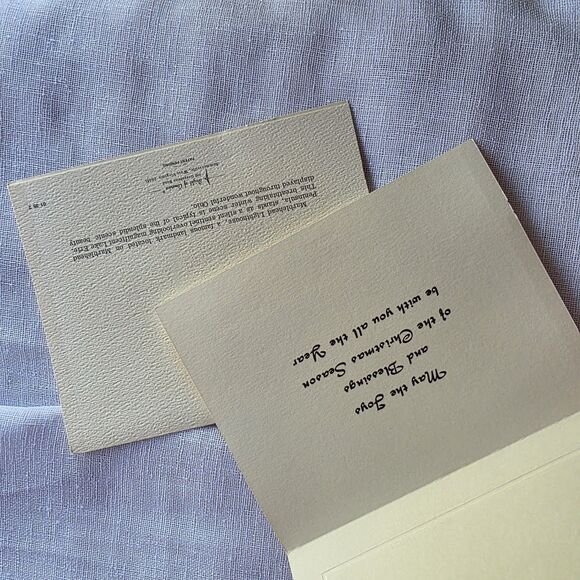 Marblehead Lighthouse, a famous landmark located on Marblehead
Peninsula, stands as a silent sentinel overlooking magnificent Lake Erie.
This breathtaking winter scene is typical of the splendid scenic beauty
displayed throughout wonderful Ohio.
PATENT PENDING
May the Joys
and Blessings
of the Christmas Season
be with you all the Year